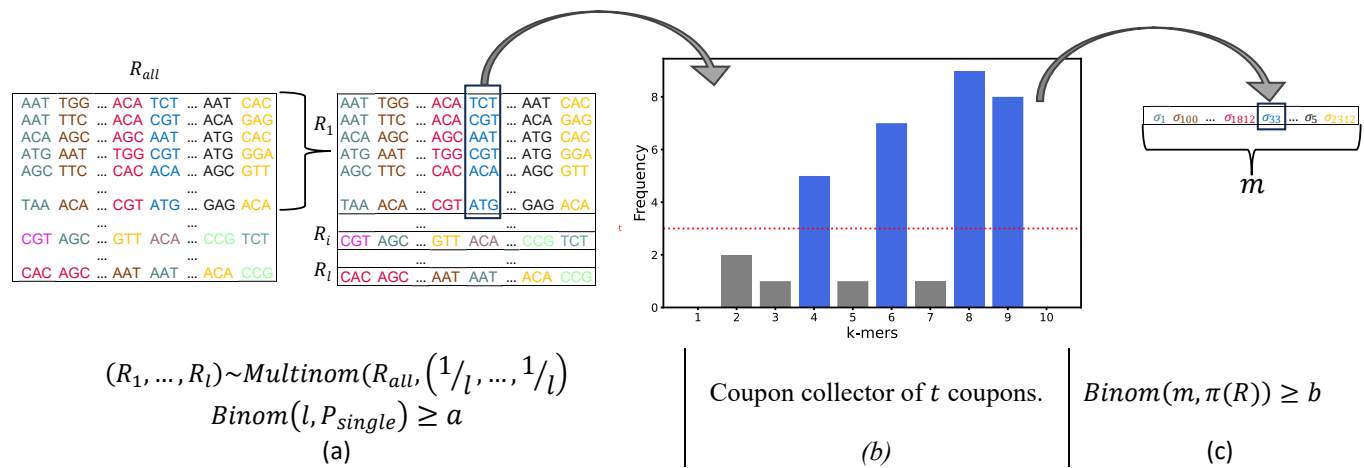 R_all
AAT TGG ... ACA TCT ... AAT CAC
AAT TTC ... ACA CGT ... ACA GAG
ACA AGC ... AGC AAT ... ATG CAC
ATG AAT ... TGG CGT ... ATG GGA
AGC TTC ... CAC ACA ... AGC GTT
... ...
TAA ACA ... CGT ATG ... GAG ACA
...
CGT AGC ... GTT ACA ... CCG TCT
...
CAC AGC ... AAT AAT ... ACA CCG
R_1
AAT TGG ... ACA TCT ... AAT CAC
AAT TTC ... ACA CGT ... ACA GAG
ACA AGC ... AGC AAT ... ATG CAC
ATG AAT ... TGG CGT ... ATG GGA
AGC TTC ... CAC ACA ... AGC GTT
...
TAA ACA ... CGT ATG ... GAG ACA
...
R_i CGT AGC ... GTT ACA ... CCG TCT
...
R_l CAC AGC ... AAT AAT ... ACA CCG
(R_1, ... , R_l)~Multinom(R_all, (1/l, ... , 1/l)
Binom(l, P_single) ≥ a
(a)
Frequency
8
6
4
t
2
0
1 2 3 4 5 6 7 8 9 10
k-mers
Coupon collector of t coupons.
(b)
σ_1 σ_100 ... σ_1812 σ_33 ... σ_5 σ_2312
m
Binom(m, π(R)) ≥ b
(c)